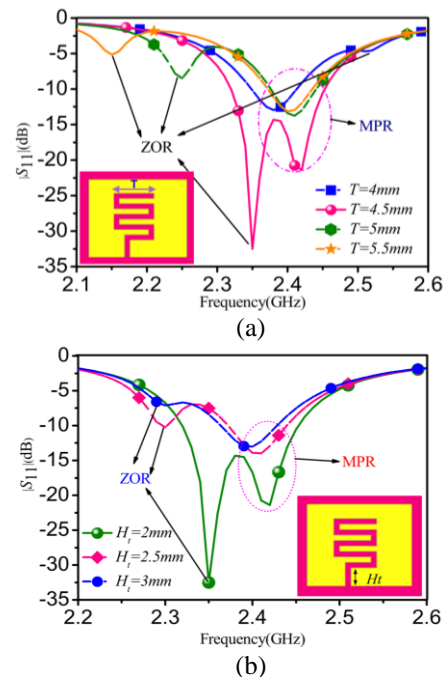 0
-5
-10
-15
-20
-25
-30
-35
|S11|(dB)
ZOR
MPR
T
T=4mm
T=4.5mm
T=5mm
T=5.5mm
2.1 2.2 2.3 2.4 2.5 2.6
Frequency(GHz)
(a)
0
-5
-10
-15
-20
-25
-30
-35
|S11|(dB)
ZOR
MPR
Ht=2mm
Ht=2.5mm
Ht=3mm
Ht
2.2 2.3 2.4 2.5 2.6
Frequency(GHz)
(b)